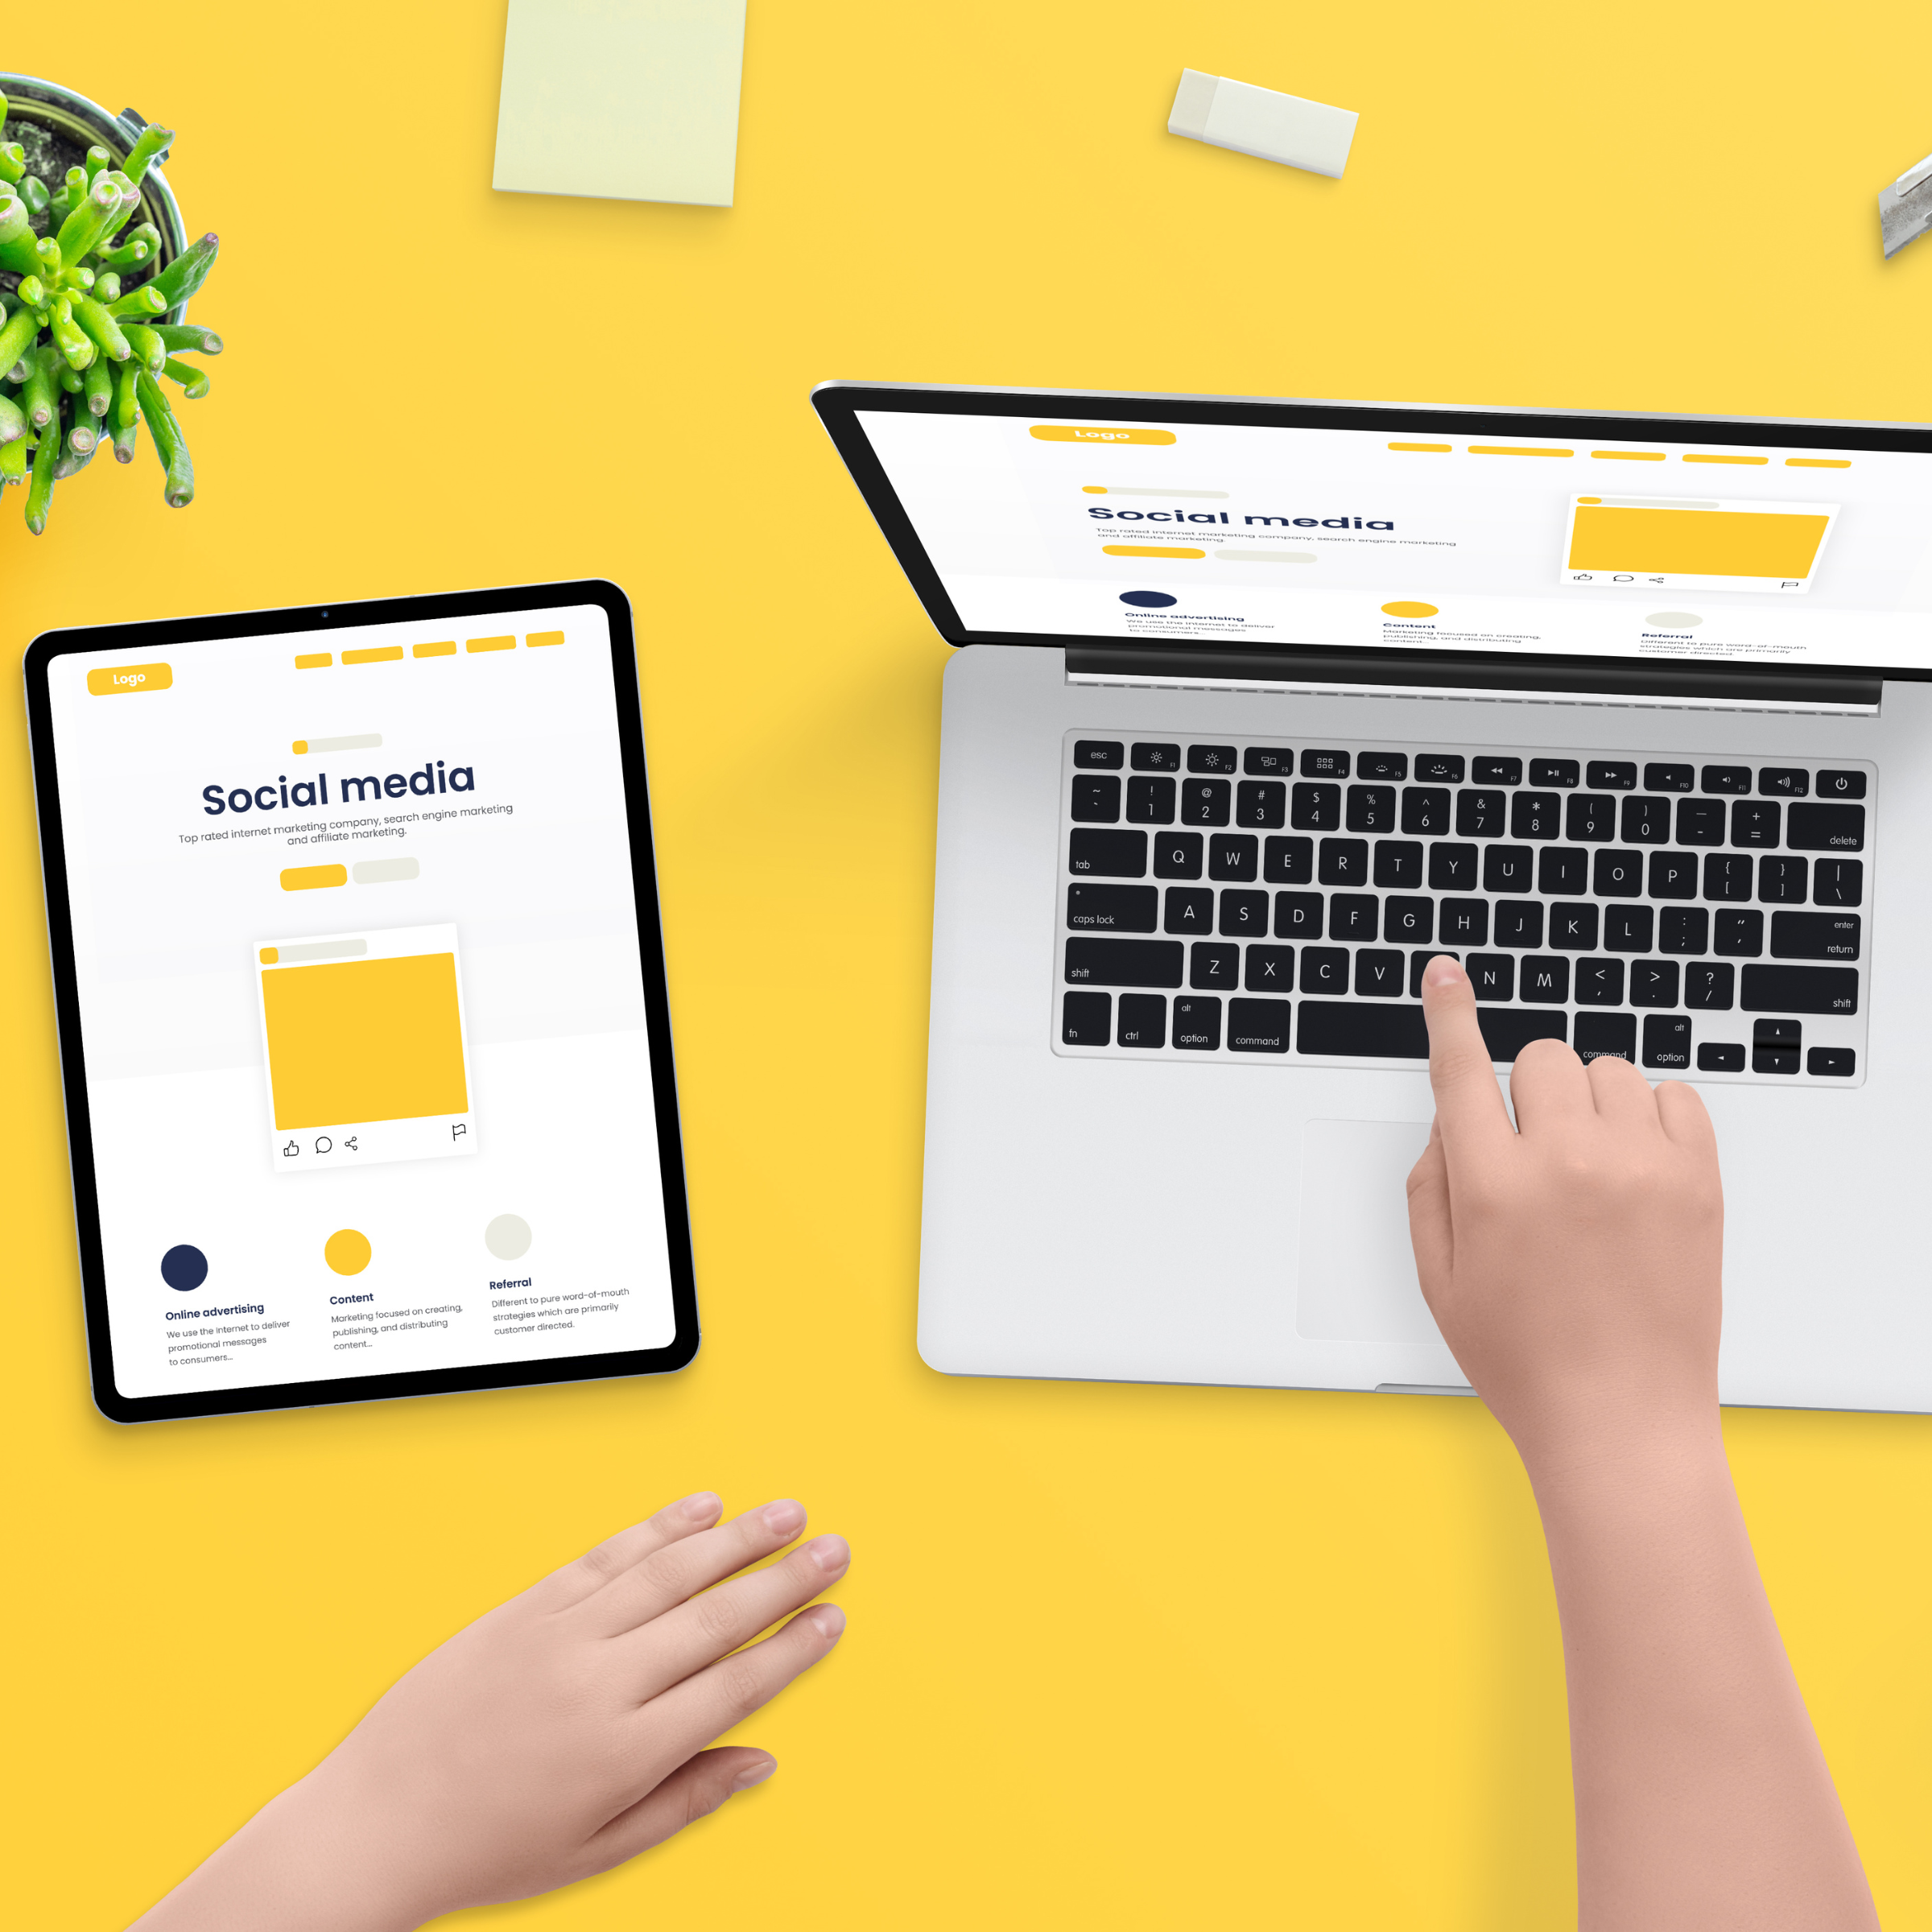 Logo
Social media
Top rated internet marketing company, search engine marketing
and affiliate marketing.
Online advertising
We use the internet to deliver
promotional messages
to consumers...
Content
Marketing focused on creating,
publishing, and distributing
content...
Referral
Different to pure word-of-mouth
strategies which are primarily
customer directed.
Logo
Social media
Top rated internet marketing company, search engine marketing
and affiliate marketing.
Online advertising
We use the internet to deliver
promotional messages
to consumers...
Content
Marketing focused on creating,
publishing, and distributing
content...
Referral
Different to pure word-of-mouth
strategies which are primarily
customer directed.
esc F1 F2 F3 F4 F5 F6 F7 F8 F9 F10 F11 F12
~ ! @ # $ % ^ & * ( ) — +
` 1 2 3 4 5 6 7 8 9 0 - = delete
tab Q W E R T Y U I O P { [ } ] | \
caps lock A S D F G H J K L : ; “ ‘ enter return
shift Z X C V N M < , > . ? / shift
fn ctrl alt option command command alt option